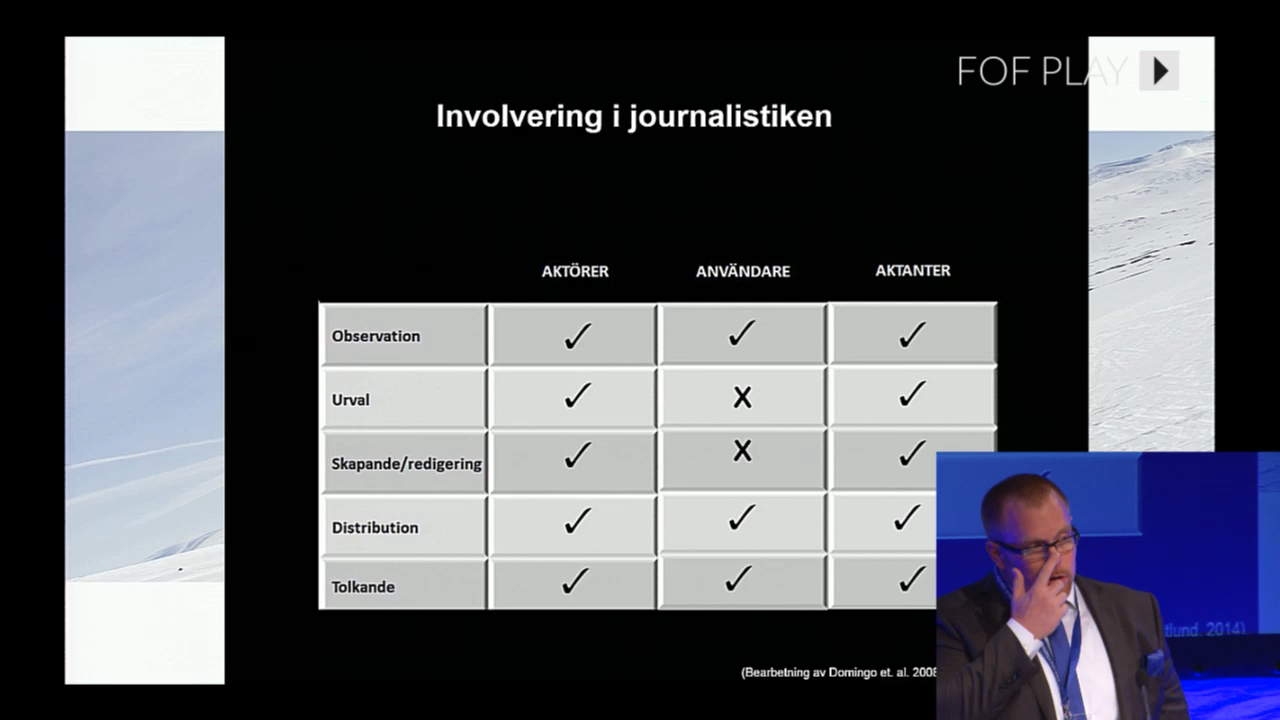 FOF PLAY
Involvering i journalistiken
AKTÖRER ANVÄNDARE AKTANTER
Observation ✓ ✓ ✓
Urval ✓ X ✓
Skapande/redigering ✓ X ✓
Distribution ✓ ✓ ✓
Tolkande ✓ ✓ ✓
(Bearbetning av Domingo et. al. 2008
2014)